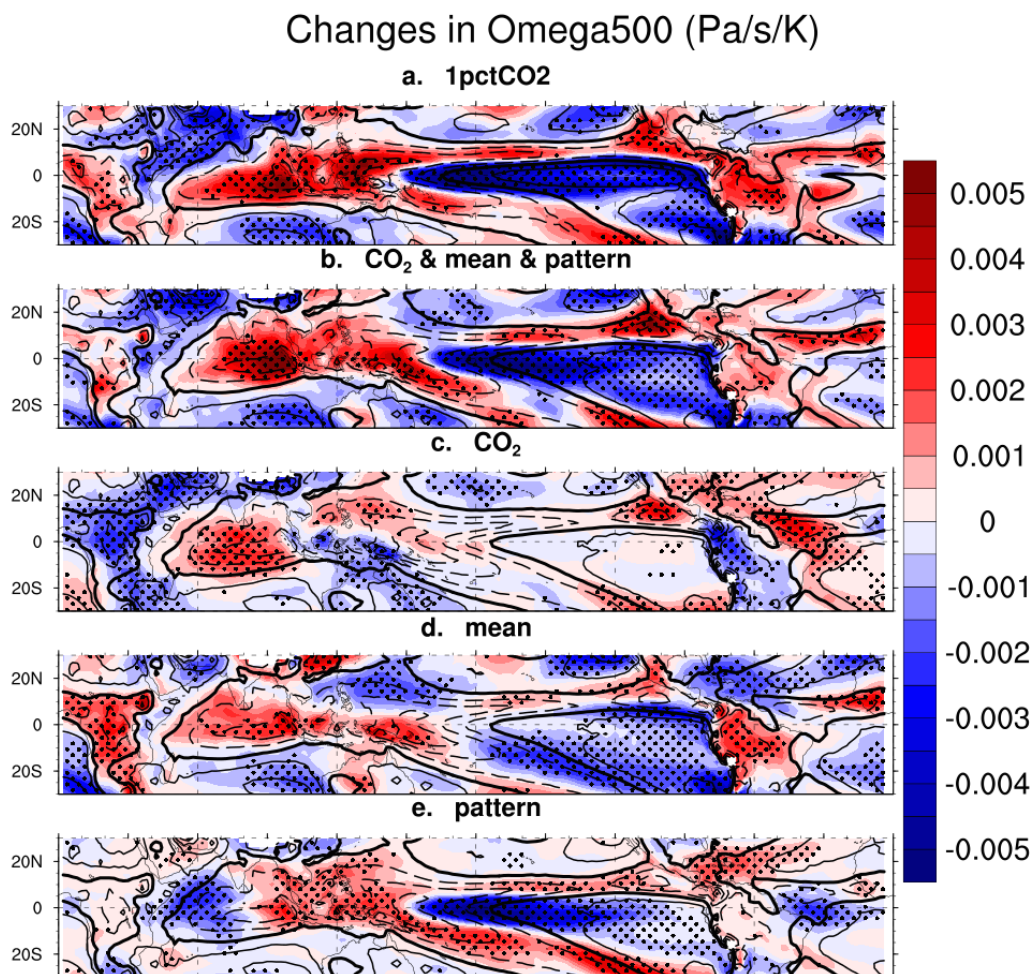 Changes in Omega500 (Pa/s/K)
a. 1pctCO2
20N
0
20S
b. CO₂ & mean & pattern
20N
0
20S
c. CO₂
20N
0
20S
d. mean
20N
0
20S
e. pattern
20N
0
20S
0.005
0.004
0.003
0.002
0.001
0
-0.001
-0.002
-0.003
-0.004
-0.005